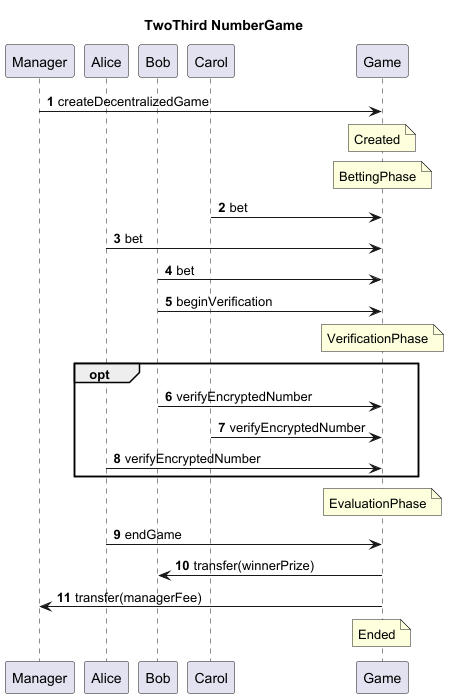 TwoThird NumberGame
Manager Alice Bob Carol Game
1 createDecentralizedGame
Created
BettingPhase
2 bet
3 bet
4 bet
5 beginVerification
VerificationPhase
opt
6 verifyEncryptedNumber
7 verifyEncryptedNumber
8 verifyEncryptedNumber
EvaluationPhase
9 endGame
10 transfer(winnerPrize)
11 transfer(managerFee)
Ended
Manager Alice Bob Carol Game